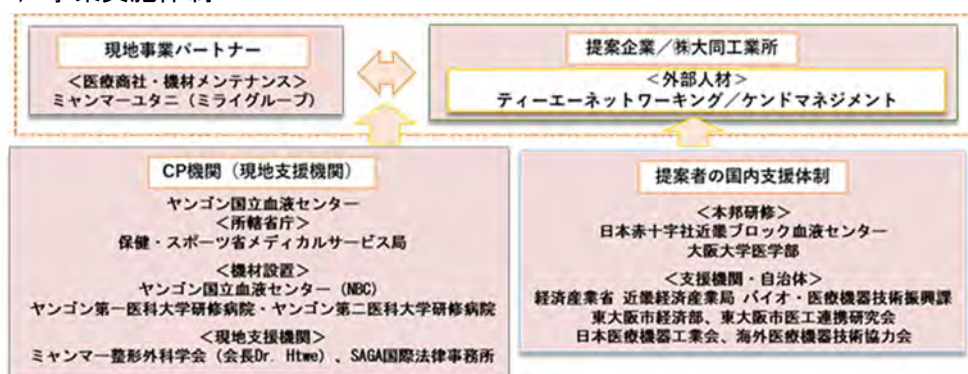 現地事業パートナー
＜医療商社・機材メンテナンス＞
ミャンマーユタニ（ミライグループ）
提案企業／㈱大同工業所
＜外部人材＞
ティーエーネットワーキング／ケンドマネジメント
CP機関（現地支援機関）
ヤンゴン国立血液センター
＜所轄省庁＞
保健・スポーツ省メディカルサービス局
＜機材設置＞
ヤンゴン国立血液センター（NBC）
ヤンゴン第一医科大学研修病院・ヤンゴン第二医科大学研修病院
＜現地支援機関＞
ミャンマー整形外科学会（会長Dr. Htwe）、SAGA国際法律事務所
提案者の国内支援体制
＜本邦研修＞
日本赤十字社近畿ブロック血液センター
大阪大学医学部
＜支援機関・自治体＞
経済産業省 近畿経済産業局 バイオ・医療機器技術振興課
東大阪市経済部、東大阪市医工連携研究会
日本医療機器工業会、海外医療機器技術協力会